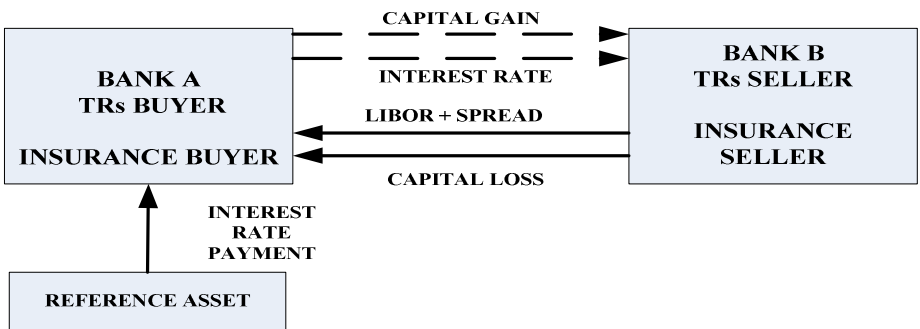 CAPITAL GAIN
BANK A
TRs BUYER
INSURANCE BUYER
INTEREST RATE
LIBOR + SPREAD
CAPITAL LOSS
BANK B
TRs SELLER
INSURANCE
SELLER
INTEREST
RATE
PAYMENT
REFERENCE ASSET